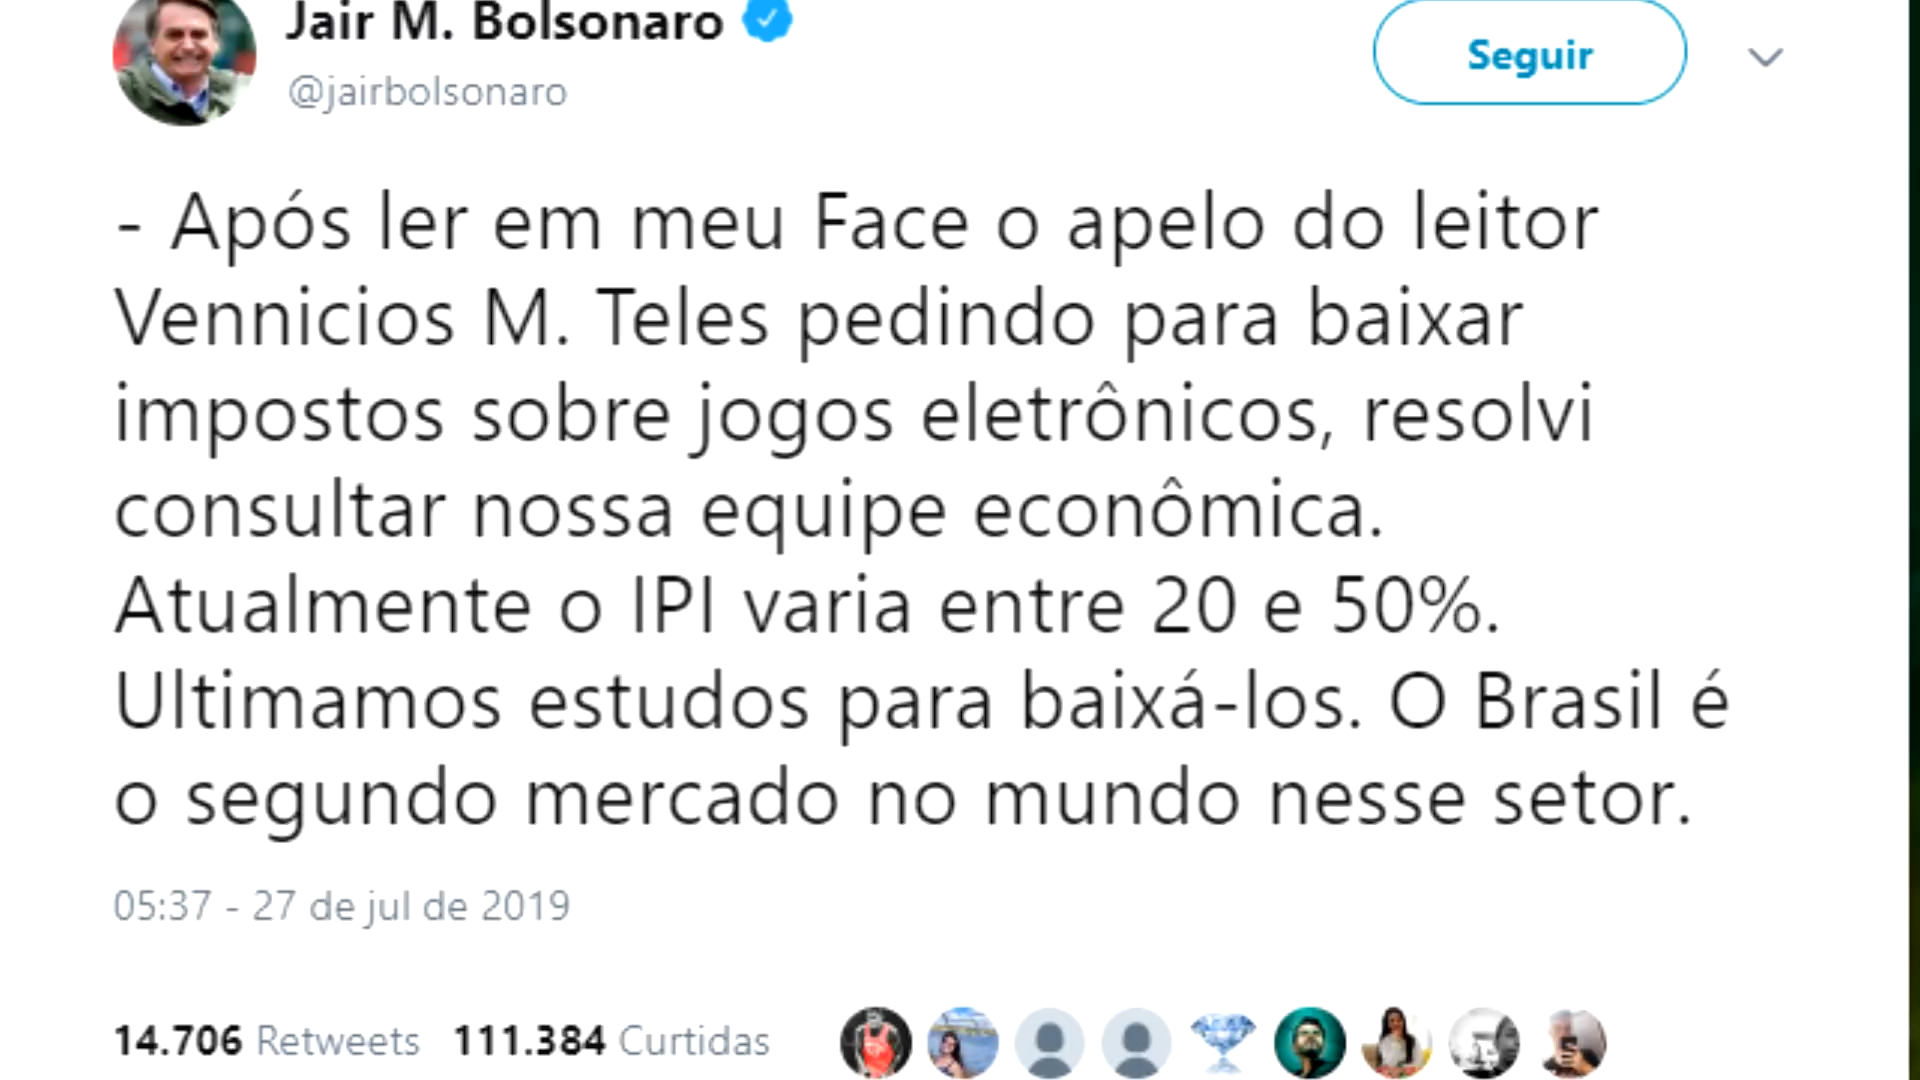 Jair M. Bolsonaro
@jairbolsonaro
Seguir
- Após ler em meu Face o apelo do leitor
Vennicios M. Teles pedindo para baixar
impostos sobre jogos eletrônicos, resolvi
consultar nossa equipe econômica.
Atualmente o IPI varia entre 20 e 50%.
Ultimamos estudos para baixá-los. O Brasil é
o segundo mercado no mundo nesse setor.
05:37 - 27 de jul de 2019
14.706 Retweets 111.384 Curtidas